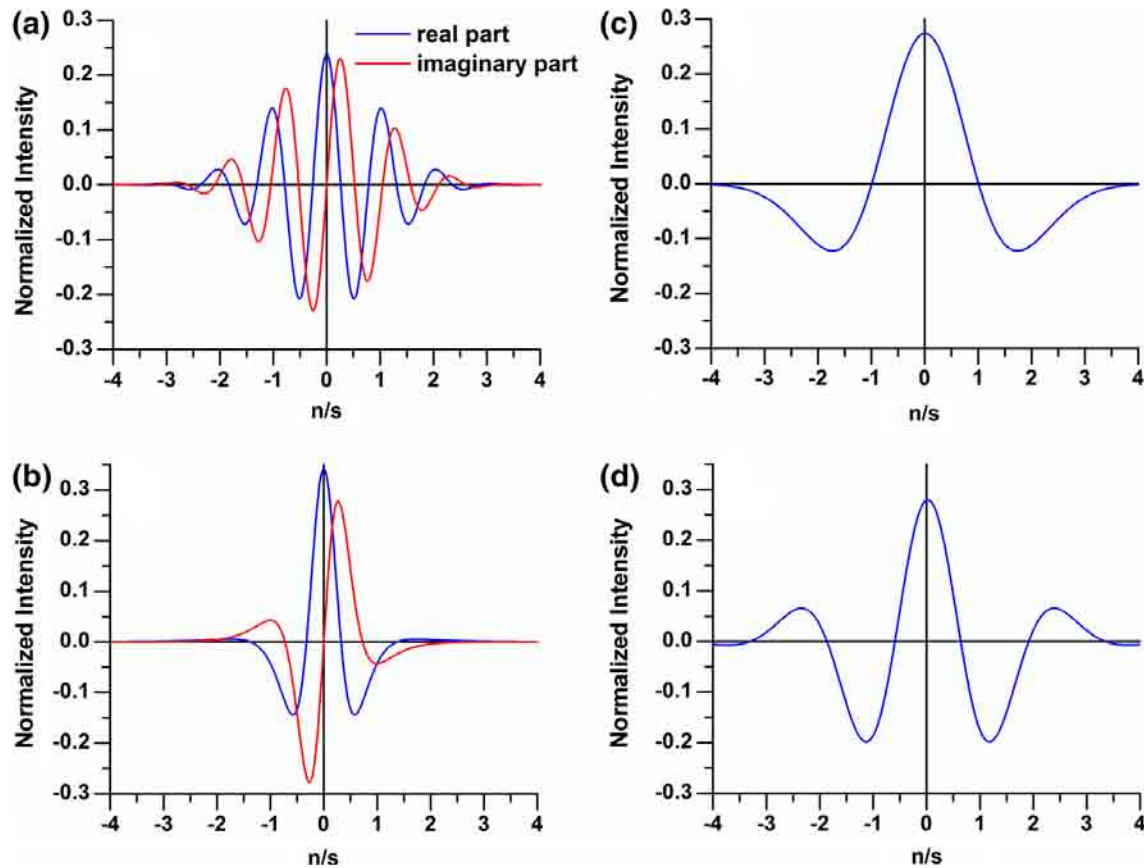 (a)
real part
imaginary part
Normalized Intensity
0.3
0.2
0.1
0.0
-0.1
-0.2
-0.3
-4 -3 -2 -1 0 1 2 3 4
n/s
(c)
Normalized Intensity
0.3
0.2
0.1
0.0
-0.1
-0.2
-0.3
-4 -3 -2 -1 0 1 2 3 4
n/s
(b)
Normalized Intensity
0.3
0.2
0.1
0.0
-0.1
-0.2
-0.3
-4 -3 -2 -1 0 1 2 3 4
n/s
(d)
Normalized Intensity
0.3
0.2
0.1
0.0
-0.1
-0.2
-0.3
-4 -3 -2 -1 0 1 2 3 4
n/s